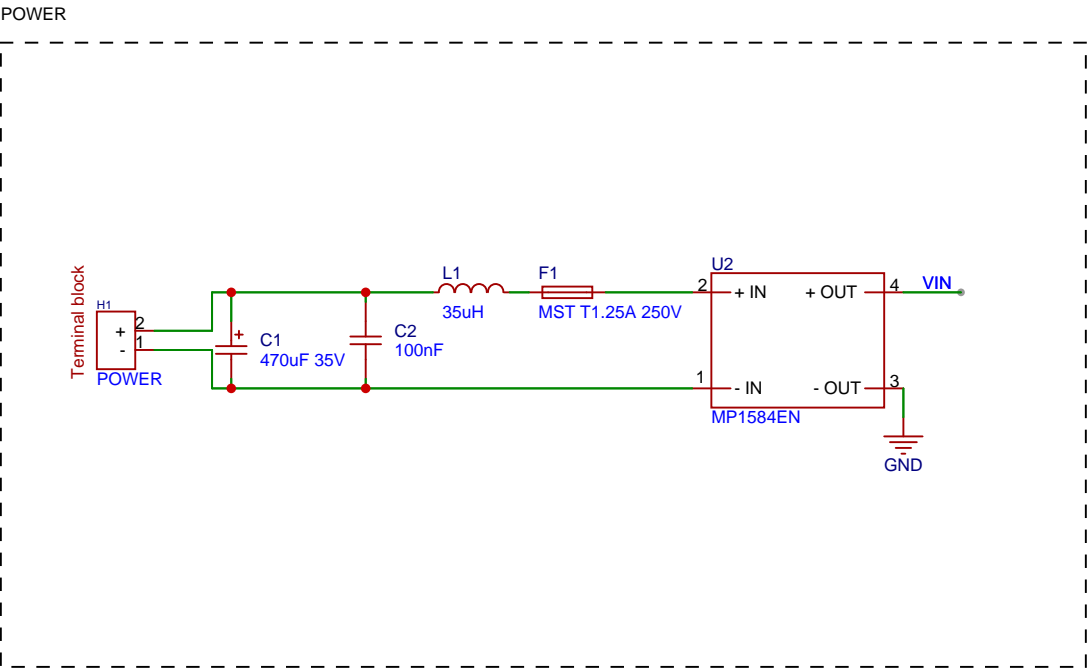 POWER
Terminal block
H1
+ 2
- 1
POWER
C1
470uF 35V
C2
100nF
L1
35uH
F1
MST T1.25A 250V
U2
2 + IN
+ OUT 4
VIN
1 - IN
- OUT 3
MP1584EN
GND
+